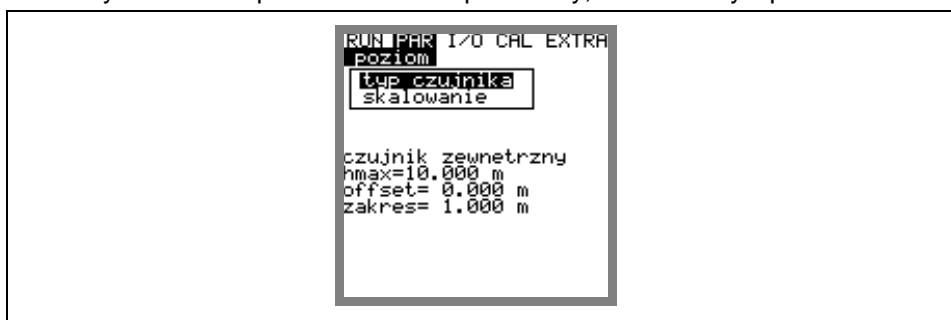 RUN PAR I/O CAL EXTRA
poziom
typ czujnika
skalowanie
czujnik zewnetrzny
hmax=10.000 m
offset= 0.000 m
zakres= 1.000 m